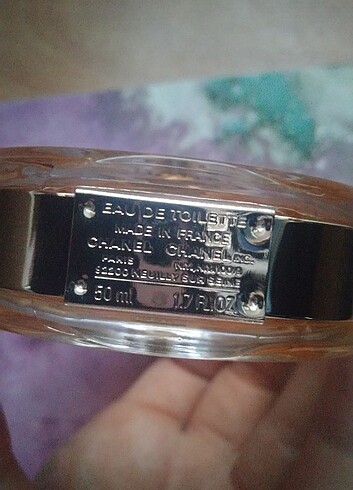 EAU DE TOILETTE
MADE IN FRANCE
CHANEL CHANEL INC.
PARIS
92200 NEUILLY SUR SEINE
50 ml 1.7 FL.OZ.